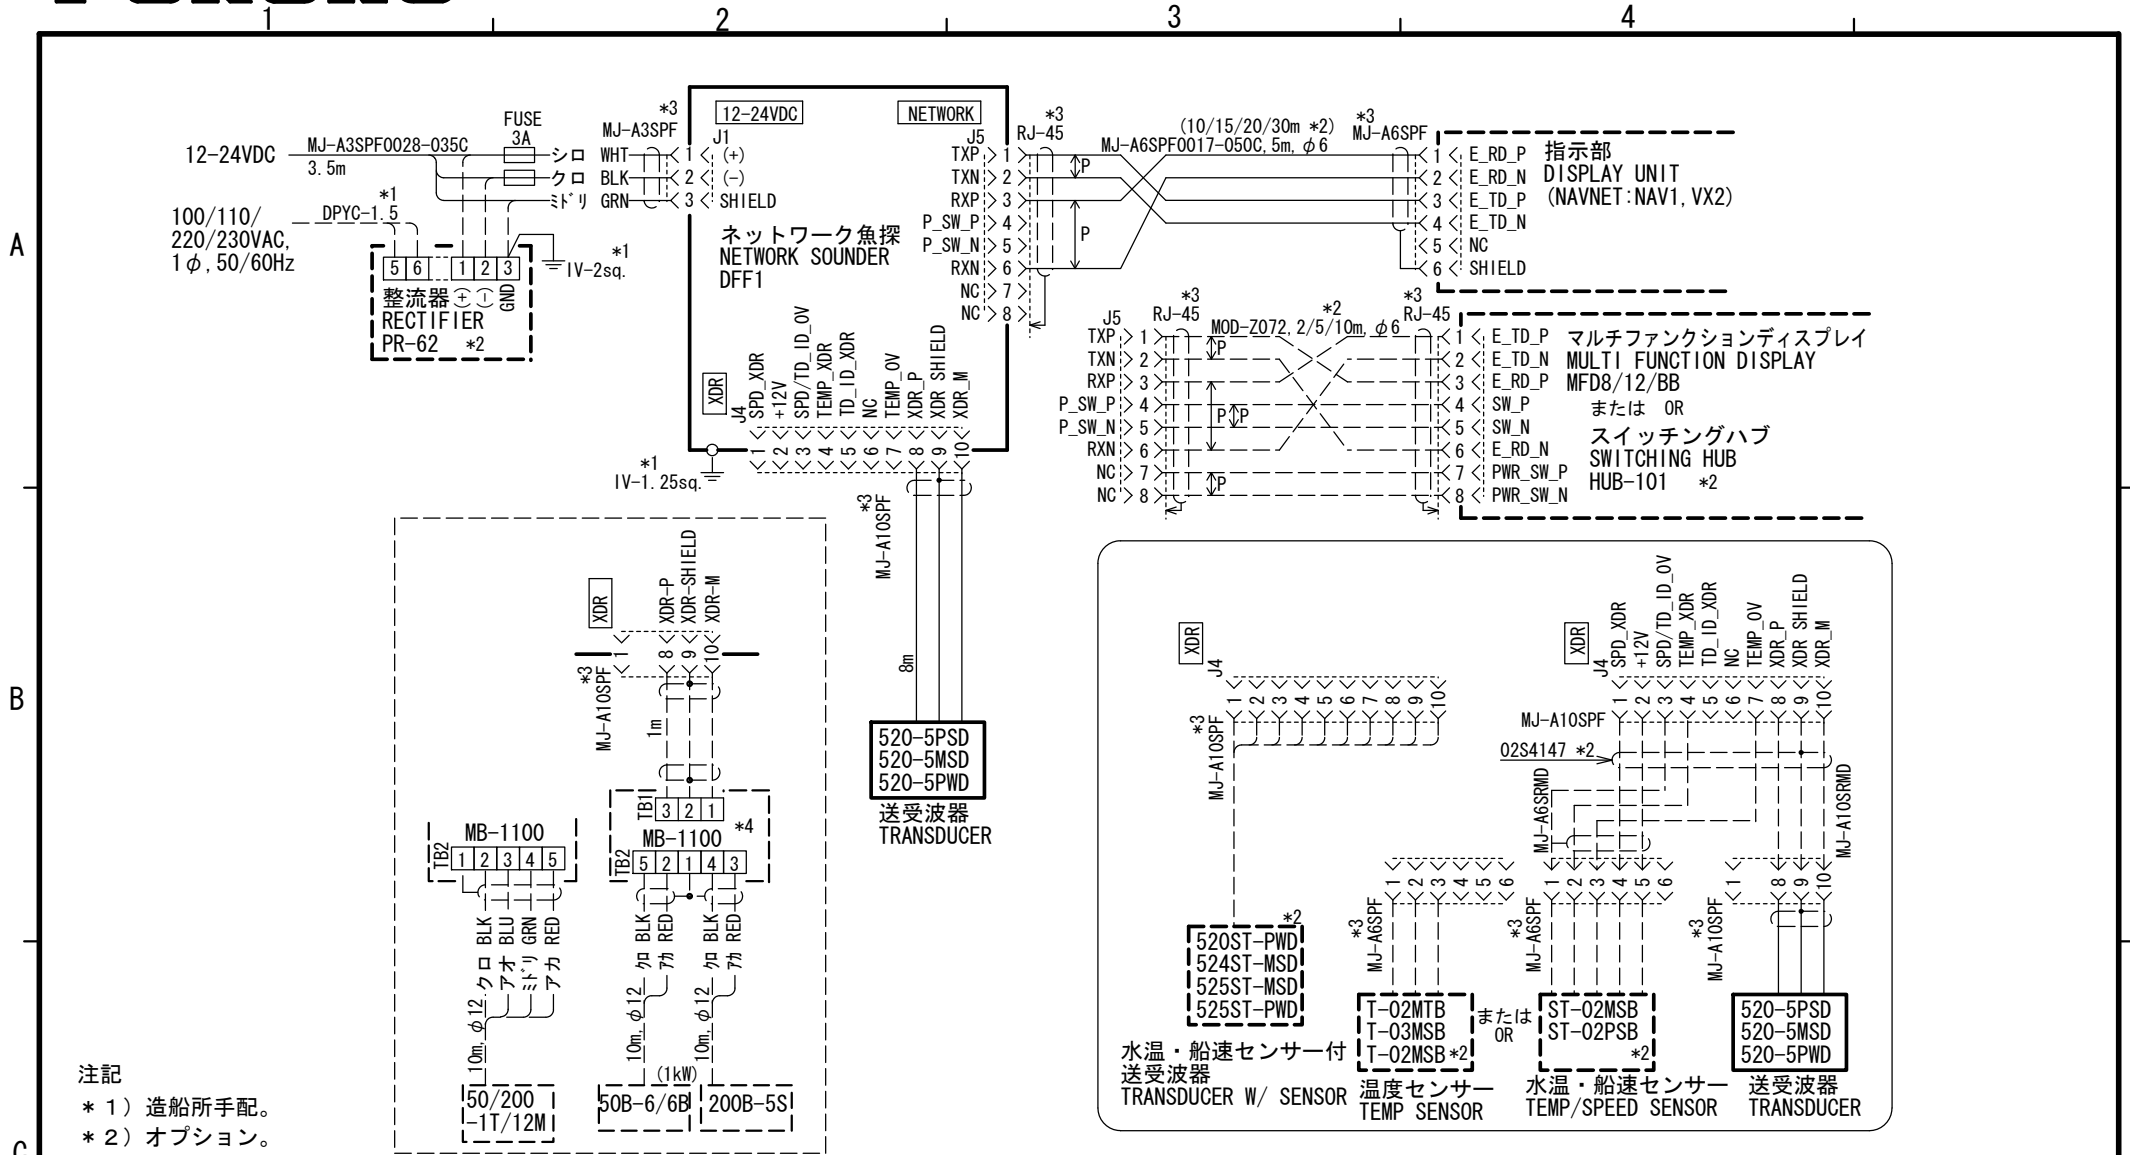 1
2
3
4
A
B
C
12-24VDC
MJ-A3SPF0028-035C
3.5m
FUSE
3A
シロ WHT
クロ BLK
ミドリ GRN
*3
MJ-A3SPF
J1
1 (+)
2 (-)
3 SHIELD
12-24VDC
NETWORK
100/110/
220/230VAC,
1φ, 50/60Hz
*1
DPYC-1.5
5 6 1 2 3
整流器 (+) (-) GND
RECTIFIER
PR-62 *2
*1
IV-2sq.
ネットワーク魚探
NETWORK SOUNDER
DFF1
J5
TXP 1
TXN 2
RXP 3
P_SW_P 4
P_SW_N 5
RXN 6
NC 7
NC 8
*3
RJ-45
(10/15/20/30m *2)
MJ-A6SPF0017-050C, 5m, φ6
P
P
*3
MJ-A6SPF
1 E_RD_P
2 E_RD_N
3 E_TD_P
4 E_TD_N
5 NC
6 SHIELD
指示部
DISPLAY UNIT
(NAVNET:NAV1, VX2)
XDR
J4
SPD_XDR
+12V
SPD/TD_ID_0V
TEMP_XDR
TD_ID_XDR
NC
TEMP_0V
XDR_P
XDR SHIELD
XDR_M
1 2 3 4 5 6 7 8 9 10
*1
IV-1.25sq.
*3
MJ-A10SPF
8m
520-5PSD
520-5MSD
520-5PWD
送受波器
TRANSDUCER
J5
TXP 1
TXN 2
RXP 3
P_SW_P 4
P_SW_N 5
RXN 6
NC 7
NC 8
*3
RJ-45
*2
MOD-Z072, 2/5/10m, φ6
P
P P
P
*3
RJ-45
1 E_TD_P
2 E_TD_N
3 E_RD_P
4 SW_P
5 SW_N
6 E_RD_N
7 PWR_SW_P
8 PWR_SW_N
マルチファンクションディスプレイ
MULTI FUNCTION DISPLAY
MFD8/12/BB
または OR
スイッチングハブ
SWITCHING HUB
HUB-101 *2
XDR
XDR-P
XDR-SHIELD
XDR-M
1 8 9 10
*3
MJ-A10SPF
1m
TB1
3 2 1
MB-1100 *4
TB2
5 2 1 4 3
MB-1100
TB2
1 2 3 4 5
クロ BLK
アオ BLU
ミドリ GRN
アカ RED
10m, φ12
50/200
-1T/12M
クロ BLK
アカ RED
10m, φ12
(1kW)
50B-6/6B
クロ BLK
アカ RED
10m, φ12
200B-5S
XDR
J4
1 2 3 4 5 6 7 8 9 10
*3
MJ-A10SPF
*2
520ST-PWD
524ST-MSD
525ST-MSD
525ST-PWD
水温・船速センサー付
送受波器
TRANSDUCER W/ SENSOR
XDR
J4
SPD_XDR
+12V
SPD/TD_ID_0V
TEMP_XDR
TD_ID_XDR
NC
TEMP_0V
XDR_P
XDR SHIELD
XDR_M
1 2 3 4 5 6 7 8 9 10
MJ-A10SPF
02S4147 *2
MJ-A6SRMD
MJ-A10SRMD
1 2 3 4 5 6
*3
MJ-A6SPF
T-02MTB
T-03MSB
T-02MSB *2
温度センサー
TEMP SENSOR
または
OR
1 2 3 4 5 6
*3
MJ-A6SPF
ST-02MSB
ST-02PSB
*2
水温・船速センサー
TEMP/SPEED SENSOR
1 8 9 10
*3
MJ-A10SPF
520-5PSD
520-5MSD
520-5PWD
送受波器
TRANSDUCER
注記
*1）造船所手配。
*2）オプション。